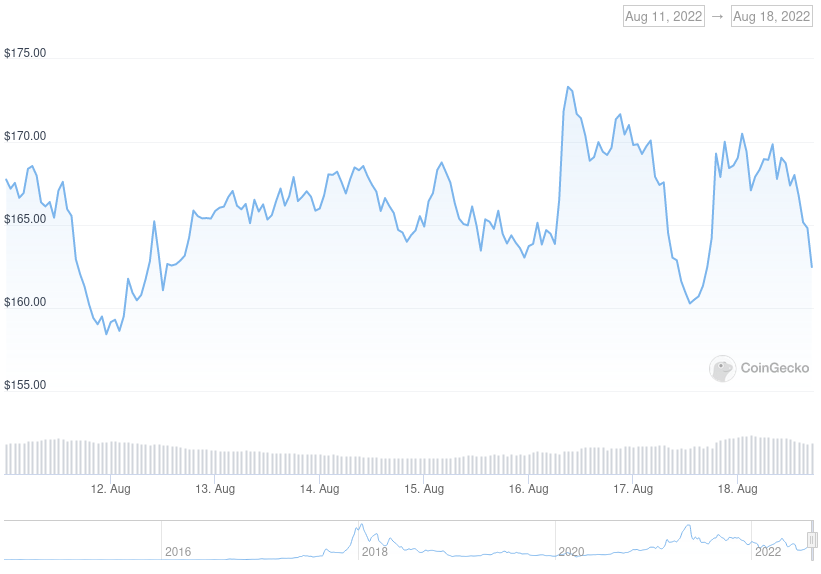 Aug 11, 2022 → Aug 18, 2022
$175.00
$170.00
$165.00
$160.00
$155.00
CoinGecko
12. Aug 13. Aug 14. Aug 15. Aug 16. Aug 17. Aug 18. Aug
2016 2018 2020 2022